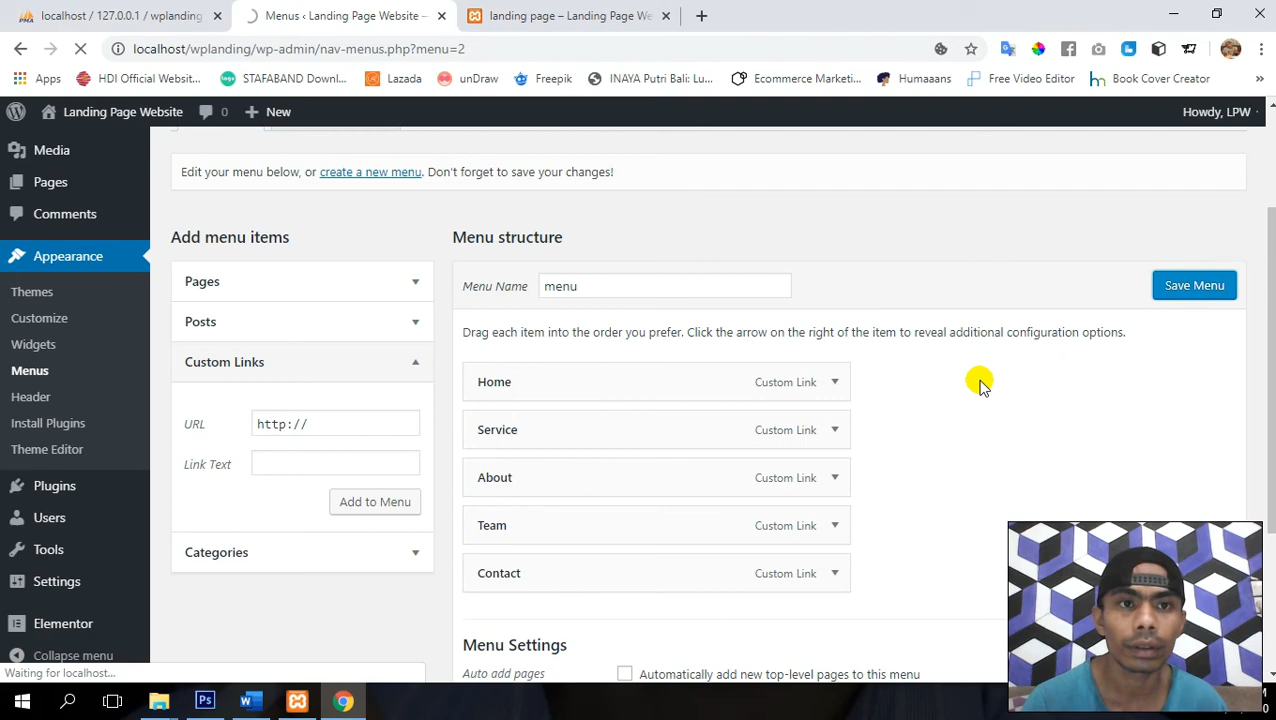 localhost / 127.0.0.1 / wplanding
Menus ‹ Landing Page Website —
landing page – Landing Page We
localhost/wplanding/wp-admin/nav-menus.php?menu=2
Apps
HDI Official Websit...
STAFABAND Downl...
Lazada
unDraw
Freepik
INAYA Putri Bali: Lu...
Ecommerce Marketi...
Humaaans
Free Video Editor
Book Cover Creator
»
Landing Page Website
0
New
Howdy, LPW
Media
Pages
Comments
Appearance
Themes
Customize
Widgets
Menus
Header
Install Plugins
Theme Editor
Plugins
Users
Tools
Settings
Elementor
Collapse menu
Edit your menu below, or create a new menu. Don't forget to save your changes!
Add menu items
Pages
Posts
Custom Links
URL http://
Link Text
Add to Menu
Categories
Menu structure
Menu Name menu
Save Menu
Drag each item into the order you prefer. Click the arrow on the right of the item to reveal additional configuration options.
Home Custom Link
Service Custom Link
About Custom Link
Team Custom Link
Contact Custom Link
Menu Settings
Auto add pages
Automatically add new top-level pages to this menu
Waiting for localhost...